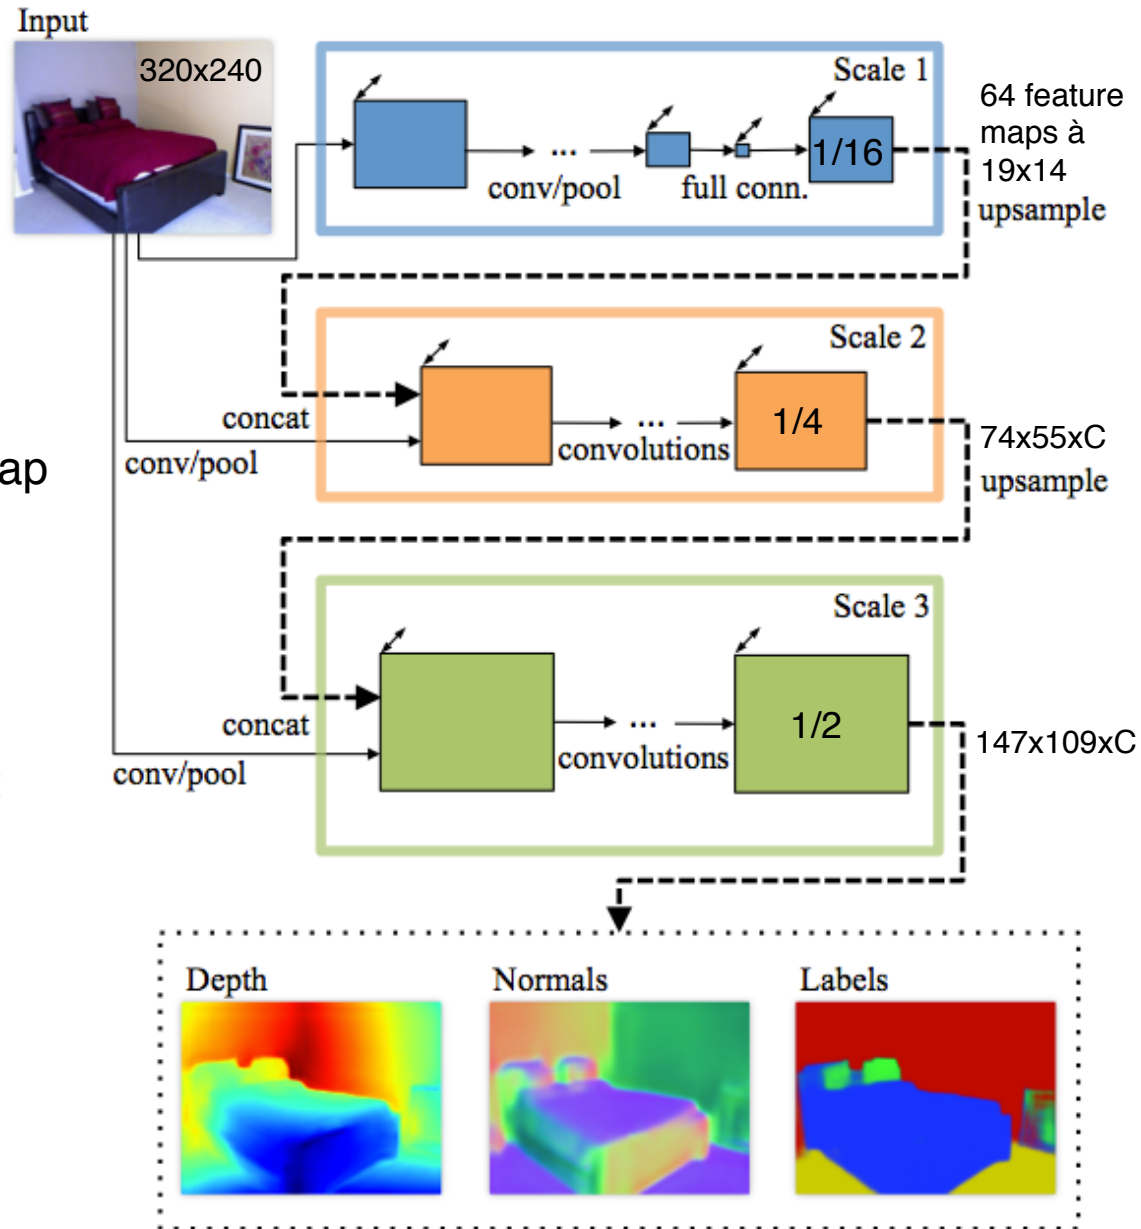 Input
320x240
Scale 1
64 feature
maps à
19x14
upsample
1/16
...
conv/pool
full conn.
Scale 2
concat
1/4
...
convolutions
74x55xC
upsample
conv/pool
ap
Scale 3
concat
1/2
...
convolutions
147x109xC
conv/pool
Depth
Normals
Labels